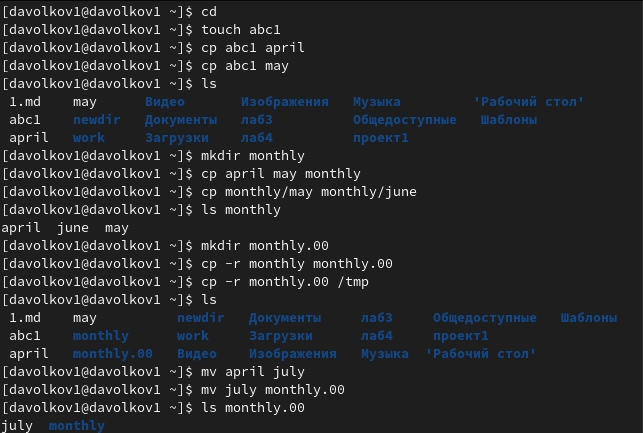 [davolkov1@davolkov1 ~]$ cd
[davolkov1@davolkov1 ~]$ touch abc1
[davolkov1@davolkov1 ~]$ cp abc1 april
[davolkov1@davolkov1 ~]$ cp abc1 may
[davolkov1@davolkov1 ~]$ ls
1.md may Видео Изображения Музыка 'Рабочий стол'
abc1 newdir Документы лаб3 Общедоступные Шаблоны
april work Загрузки лаб4 проект1
[davolkov1@davolkov1 ~]$ mkdir monthly
[davolkov1@davolkov1 ~]$ cp april may monthly
[davolkov1@davolkov1 ~]$ cp monthly/may monthly/june
[davolkov1@davolkov1 ~]$ ls monthly
april june may
[davolkov1@davolkov1 ~]$ mkdir monthly.00
[davolkov1@davolkov1 ~]$ cp -r monthly monthly.00
[davolkov1@davolkov1 ~]$ cp -r monthly.00 /tmp
[davolkov1@davolkov1 ~]$ ls
1.md may newdir Документы лаб3 Общедоступные Шаблоны
abc1 monthly work Загрузки лаб4 проект1
april monthly.00 Видео Изображения Музыка 'Рабочий стол'
[davolkov1@davolkov1 ~]$ mv april july
[davolkov1@davolkov1 ~]$ mv july monthly.00
[davolkov1@davolkov1 ~]$ ls monthly.00
july monthly